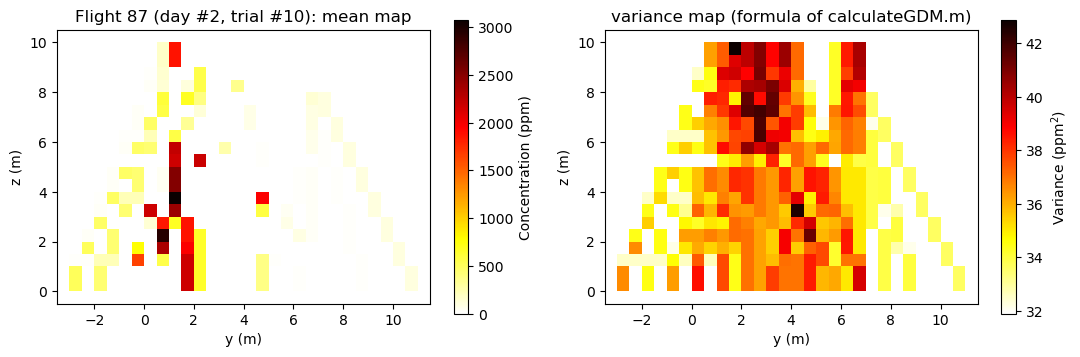 Flight 87 (day #2, trial #10): mean map
variance map (formula of calculateGDM.m)
10
8
6
4
2
0
z (m)
−2 0 2 4 6 8 10
y (m)
3000
2500
2000
1500
1000
500
0
Concentration (ppm)
10
8
6
4
2
0
z (m)
−2 0 2 4 6 8 10
y (m)
42
40
38
36
34
32
Variance (ppm²)